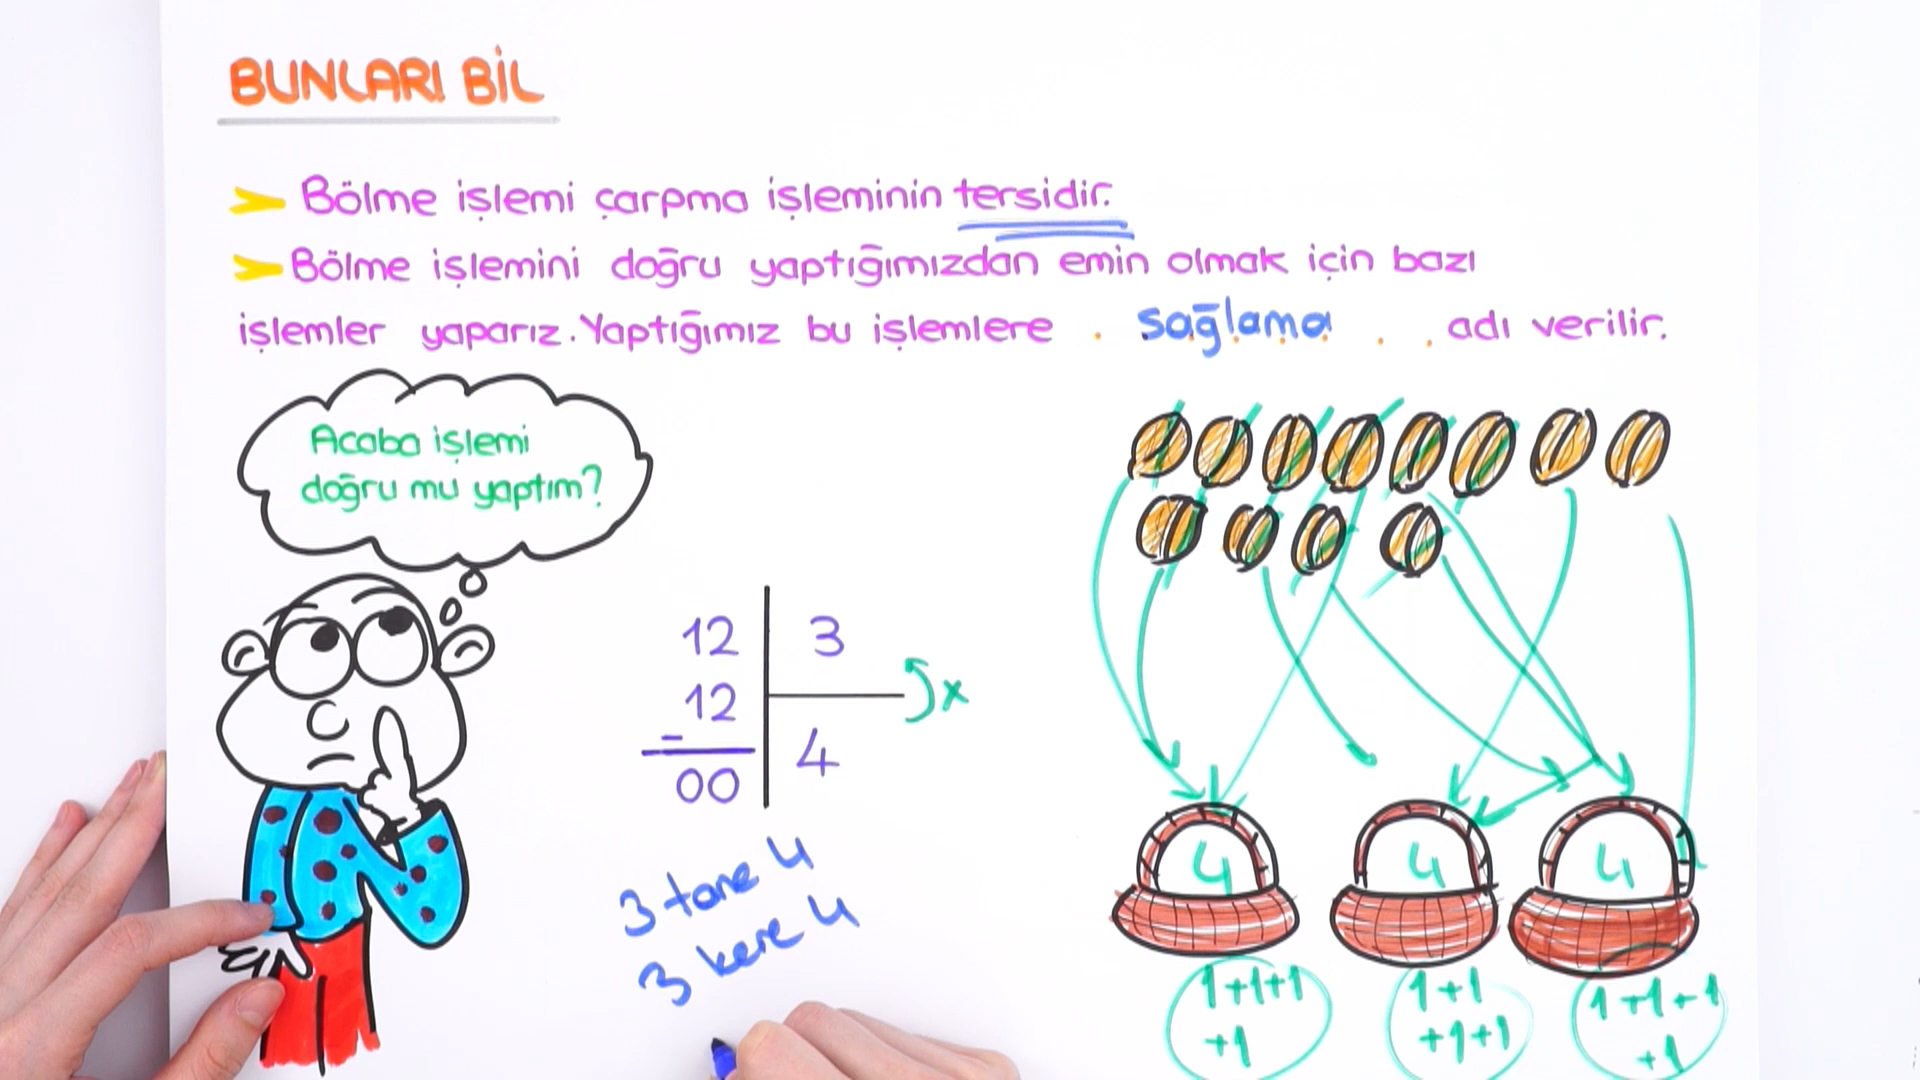 BUNLARI BİL
➤ Bölme işlemi çarpma işleminin tersidir.
➤ Bölme işlemini doğru yaptığımızdan emin olmak için bazı
işlemler yaparız. Yaptığımız bu işlemlere . sağlama . . adı verilir.
Acaba işlemi
doğru mu yaptım?
12 3
x
- 12
4
00
3 tane 4
3 kere 4
4 4 4
1+1+1
+1
1+1
+1+1
1+1+1
+1